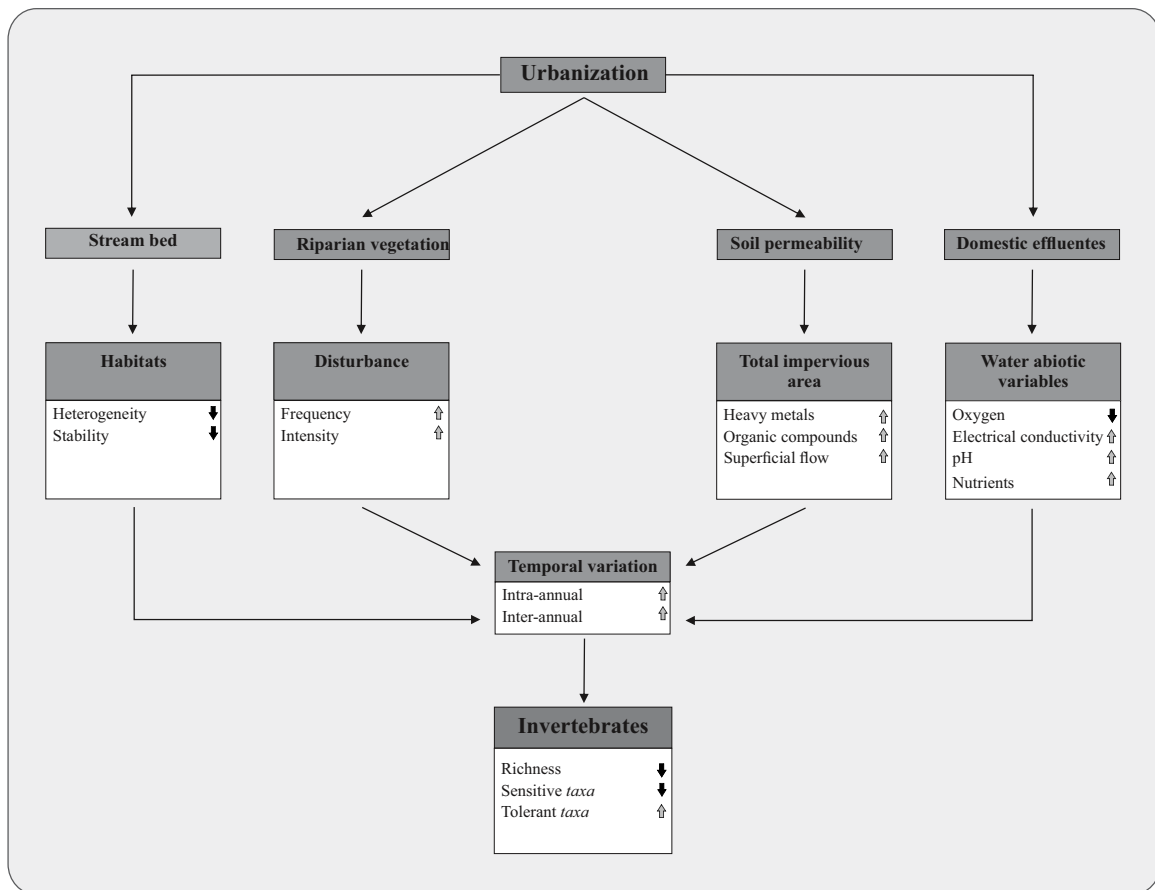 Urbanization
Stream bed
Riparian vegetation
Soil permeability
Domestic effluentes
Habitats
Heterogeneity
Stability
Disturbance
Frequency
Intensity
Total impervious
area
Heavy metals
Organic compounds
Superficial flow
Water abiotic
variables
Oxygen
Electrical conductivity
pH
Nutrients
Temporal variation
Intra-annual
Inter-annual
Invertebrates
Richness
Sensitive taxa
Tolerant taxa